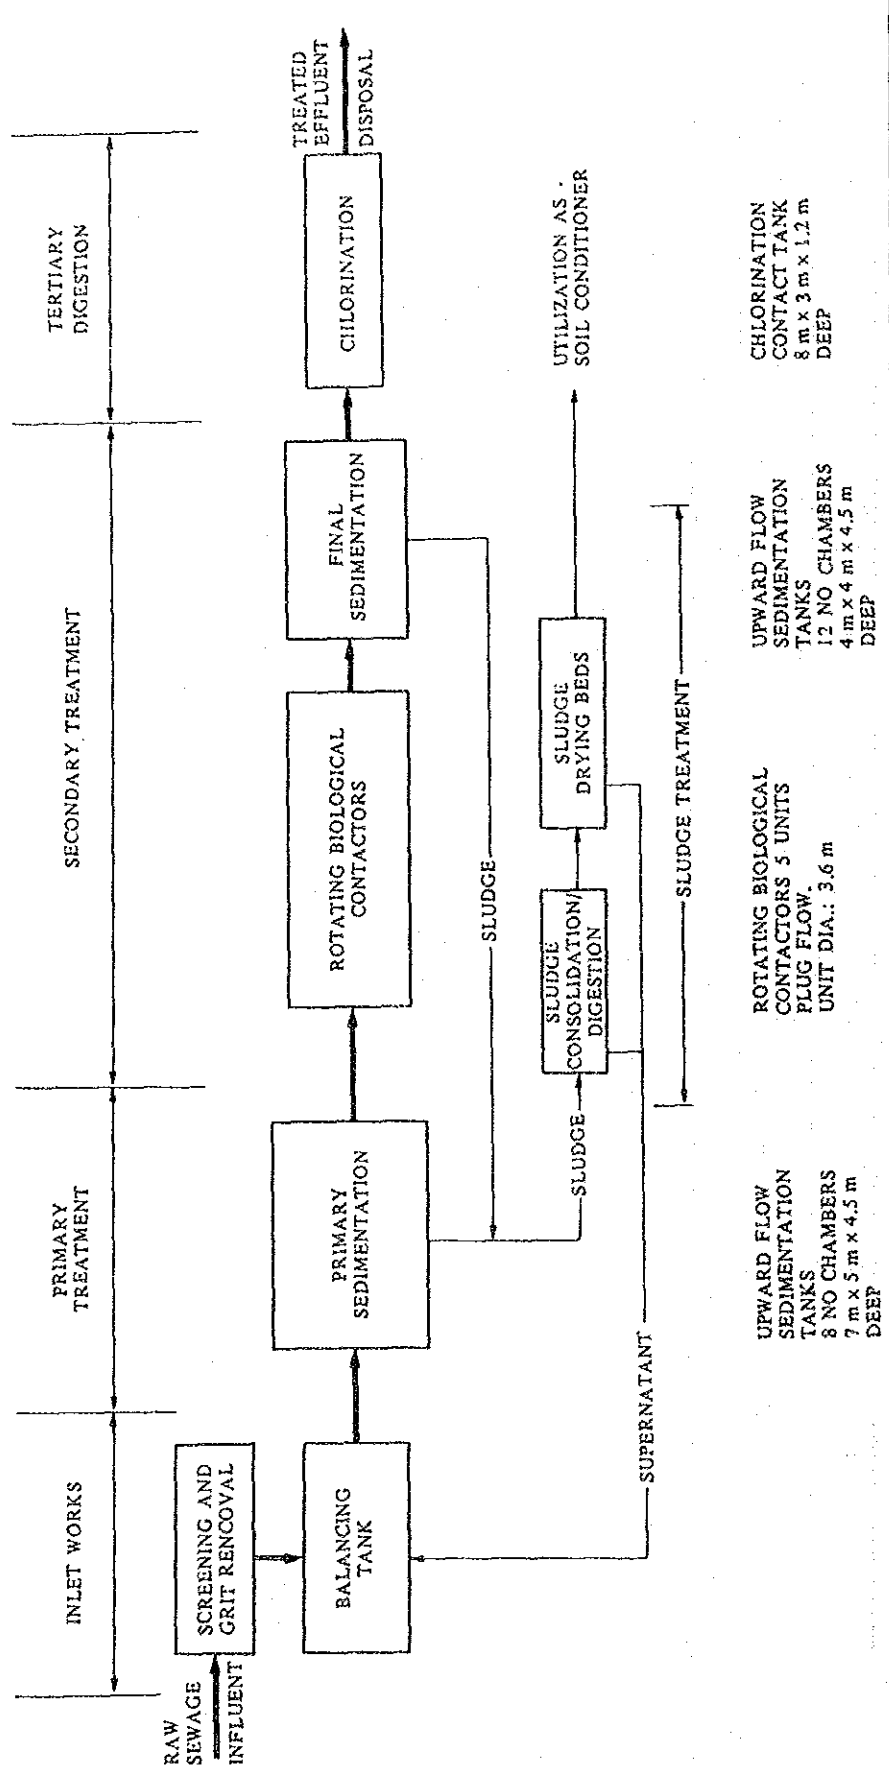 INLET WORKS
PRIMARY
TREATMENT
SECONDARY TREATMENT
TERTIARY
DIGESTION
RAW
SEWAGE
INFLUENT
SCREENING AND
GRIT RENCOVAL
BALANCING
TANK
PRIMARY
SEDIMENTATION
ROTATING BIOLOGICAL
CONTACTORS
FINAL
SEDIMENTATION
CHLORINATION
TREATED
EFFLUENT
DISPOSAL
SLUDGE
SLUDGE
SLUDGE
CONSOLIDATION/
DIGESTION
SLUDGE
DRYING BEDS
UTILIZATION AS -
SOIL CONDITIONER
SUPERNATANT
SLUDGE TREATMENT
UPWARD FLOW
SEDIMENTATION
TANKS
8 NO CHAMBERS
7 m x 5 m x 4.5 m
DEEP
ROTATING BIOLOGICAL
CONTACTORS 5 UNITS
PLUG FLOW.
UNIT DIA.: 3.6 m
UPWARD FLOW
SEDIMENTATION
TANKS
12 NO CHAMBERS
4 m x 4 m x 4.5 m
DEEP
CHLORINATION
CONTACT TANK
8 m x 3 m x 1.2 m
DEEP